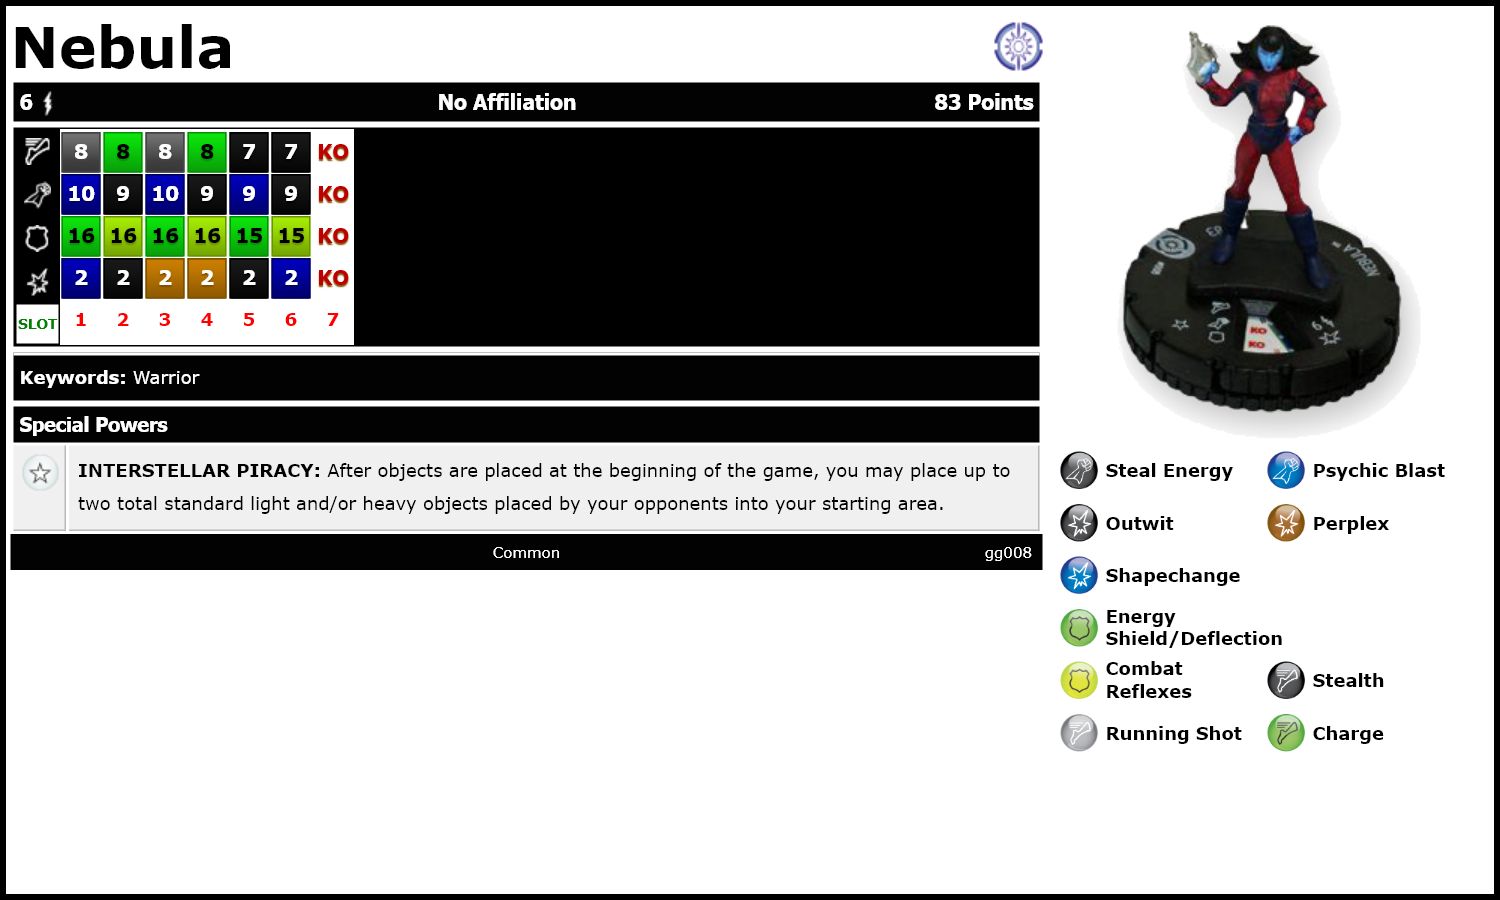 Nebula
6 No Affiliation 83 Points
8 8 8 8 7 7 KO
10 9 10 9 9 9 KO
16 16 16 16 15 15 KO
2 2 2 2 2 2 KO
SLOT 1 2 3 4 5 6 7
Keywords: Warrior
Special Powers
INTERSTELLAR PIRACY: After objects are placed at the beginning of the game, you may place up to
two total standard light and/or heavy objects placed by your opponents into your starting area.
Common gg008
83
NEBULA™
6
KO
KO
Steal Energy Psychic Blast
Outwit Perplex
Shapechange
Energy
Shield/Deflection
Combat
Reflexes
Stealth
Running Shot Charge